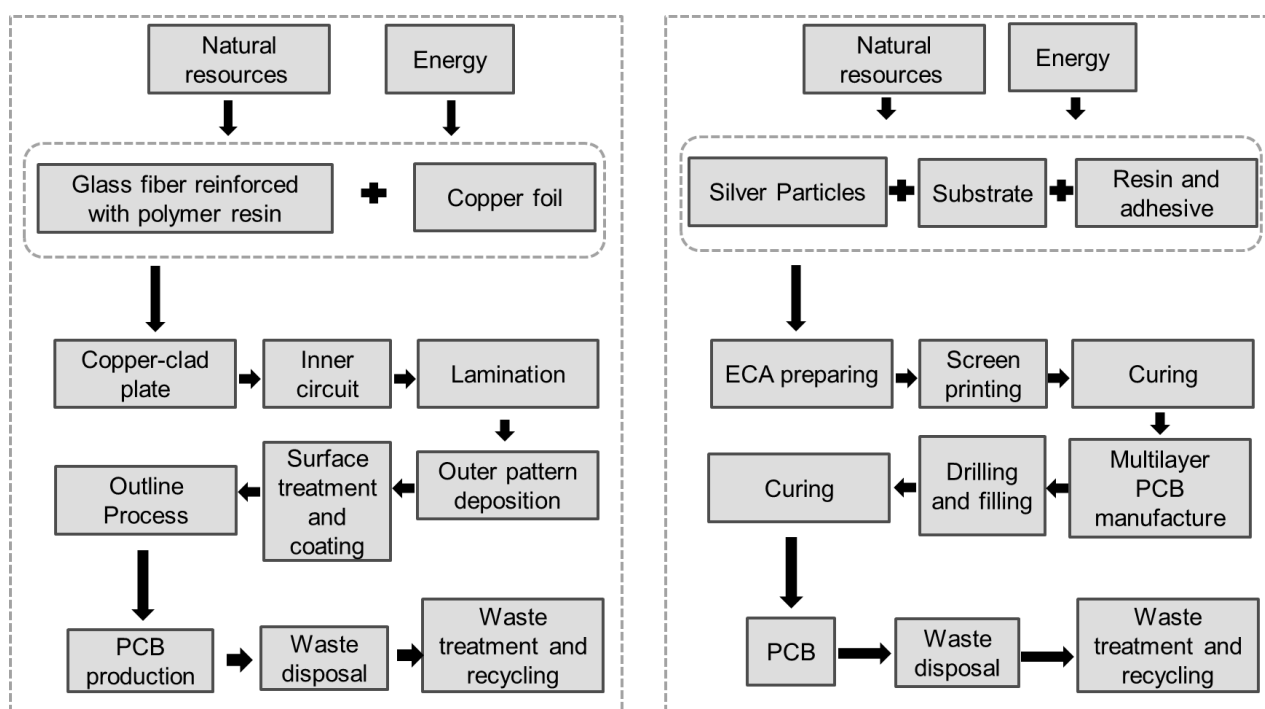 Natural
resources
Energy
Glass fiber reinforced
with polymer resin
Copper foil
Copper-clad
plate
Inner
circuit
Lamination
Outer pattern
deposition
Surface
treatment
and
coating
Outline
Process
PCB
production
Waste
disposal
Waste
treatment and
recycling
Natural
resources
Energy
Silver Particles
Substrate
Resin and
adhesive
ECA preparing
Screen
printing
Curing
Multilayer
PCB
manufacture
Drilling
and filling
Curing
PCB
Waste
disposal
Waste
treatment and
recycling